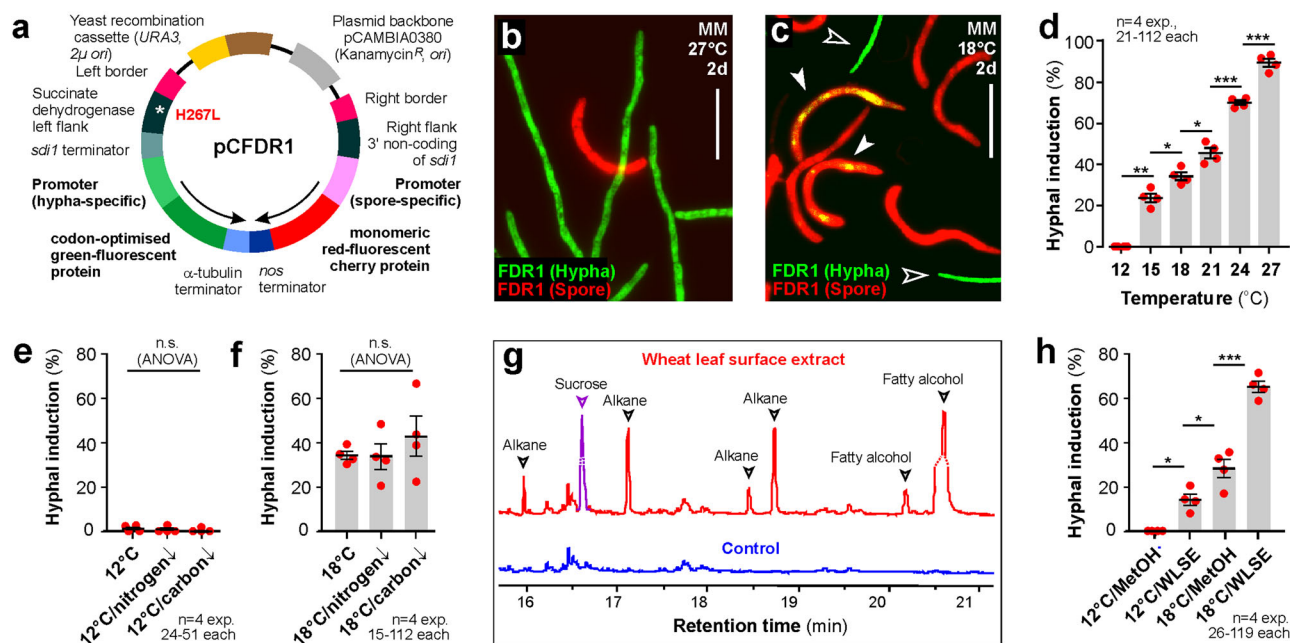 a
Yeast recombination
cassette (URA3,
2μ ori)
Left border
Succinate
dehydrogenase
left flank
*
H267L
sdi1 terminator
Promoter
(hypha-specific)
codon-optimised
green-fluorescent
protein
α-tubulin
terminator
nos
terminator
pCFDR1
Plasmid backbone
pCAMBIA0380
(Kanamycin R, ori)
Right border
Right flank
3' non-coding
of sdi1
Promoter
(spore-specific)
monomeric
red-fluorescent
cherry protein
b
MM
27°C
2d
FDR1 (Hypha)
FDR1 (Spore)
c
MM
18°C
2d
FDR1 (Hypha)
FDR1 (Spore)
d
n=4 exp.,
21-112 each
Hyphal induction (%)
100
80
60
40
20
0
** * * *** ***
12 15 18 21 24 27
Temperature (°C)
e
n.s.
(ANOVA)
Hyphal induction (%)
80
60
40
20
0
12°C
12°C/nitrogen↓
12°C/carbon↓
n=4 exp.
24-51 each
f
n.s.
(ANOVA)
Hyphal induction (%)
80
60
40
20
0
18°C
18°C/nitrogen↓
18°C/carbon↓
n=4 exp.
15-112 each
g
Wheat leaf surface extract
Alkane
Sucrose
Alkane
Alkane
Alkane
Fatty alcohol
Fatty alcohol
Control
16 17 18 19 20 21
Retention time (min)
h
Hyphal induction (%)
80
60
40
20
0
* * ***
12°C/MeOH
12°C/WLSE
18°C/MeOH
18°C/WLSE
n=4 exp.
26-119 each